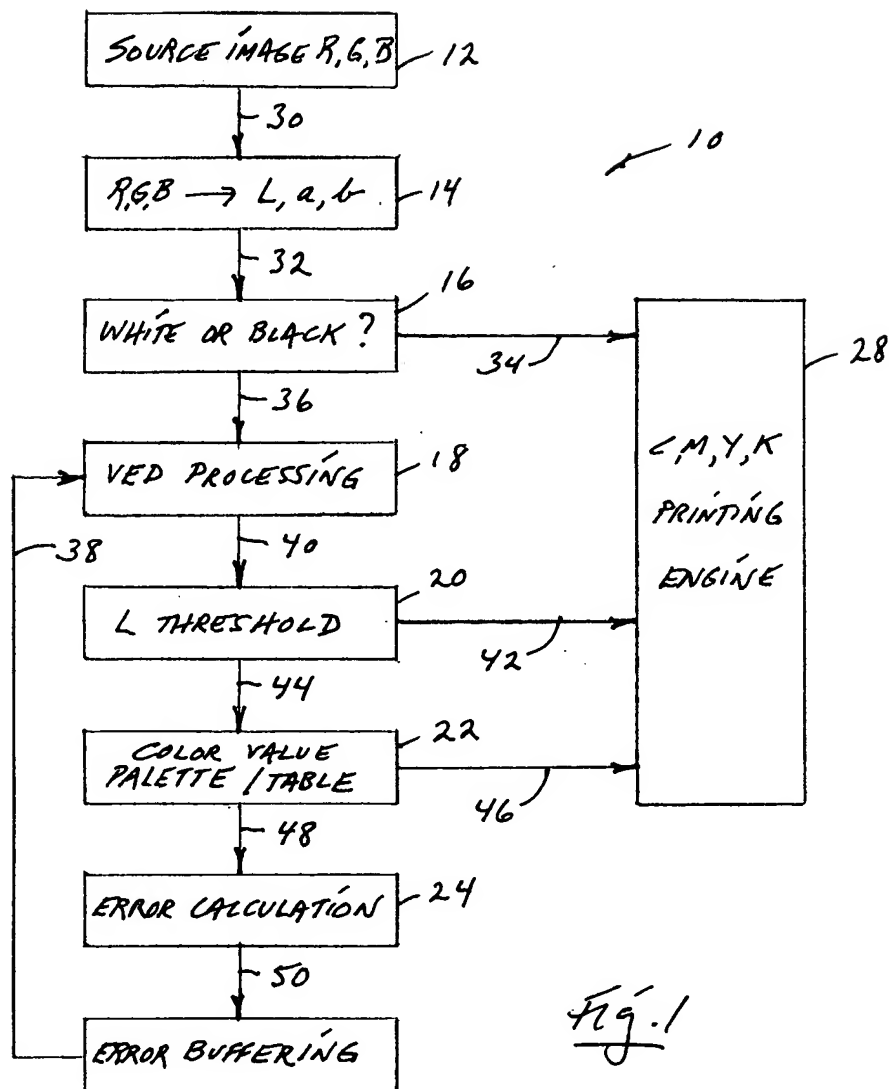 SOURCE IMAGE R, G, B
12
30
10
R,G,B → L, a, b
14
32
16
WHITE OR BLACK?
34
28
36
C,M,Y,K
PRINTING
ENGINE
VED PROCESSING
18
38
40
20
L THRESHOLD
42
44
22
COLOR VALUE
PALETTE / TABLE
46
48
ERROR CALCULATION
24
50
ERROR BUFFERING
Fig. 1